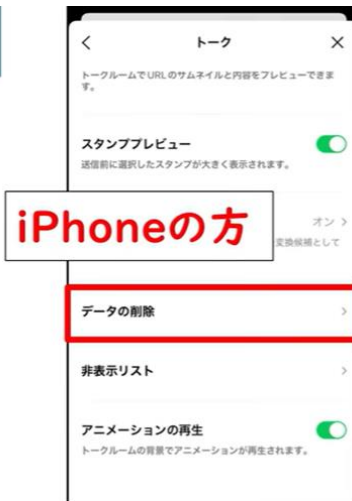 トーク
トークルームでURLのサムネイルと内容をプレビューできま
す。
スタンププレビュー
送信前に選択したスタンプが大きく表示されます。
iPhoneの方
オン
変換候補として
データの削除
非表示リスト
アニメーションの再生
トークルームの背景でアニメーションが再生されます。